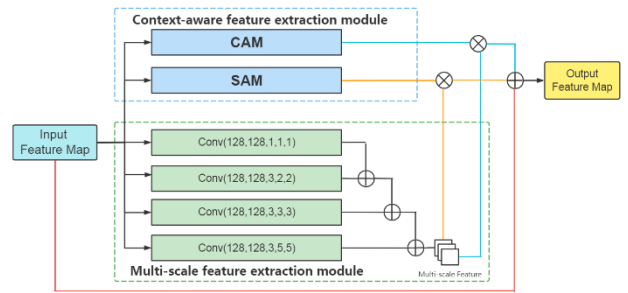 Context-aware feature extraction module
CAM
SAM
Output
Feature Map
Input
Feature Map
Conv(128,128,1,1,1)
Conv(128,128,3,2,2)
Conv(128,128,3,3,3)
Conv(128,128,3,5,5)
Multi-scale feature extraction module
Multi-scale Feature